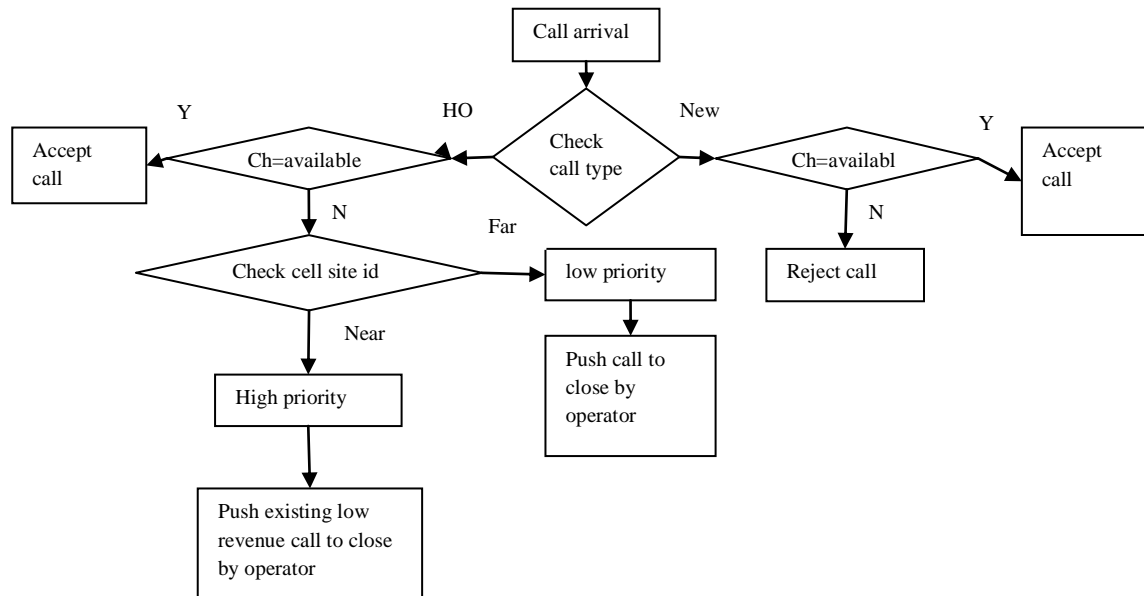 Call arrival
HO
New
Y
Y
Check
call type
Accept
call
Ch=available
Ch=availabl
Accept
call
N
N
Far
Check cell site id
low priority
Reject call
Near
Push call to
close by
operator
High priority
Push existing low
revenue call to close
by operator